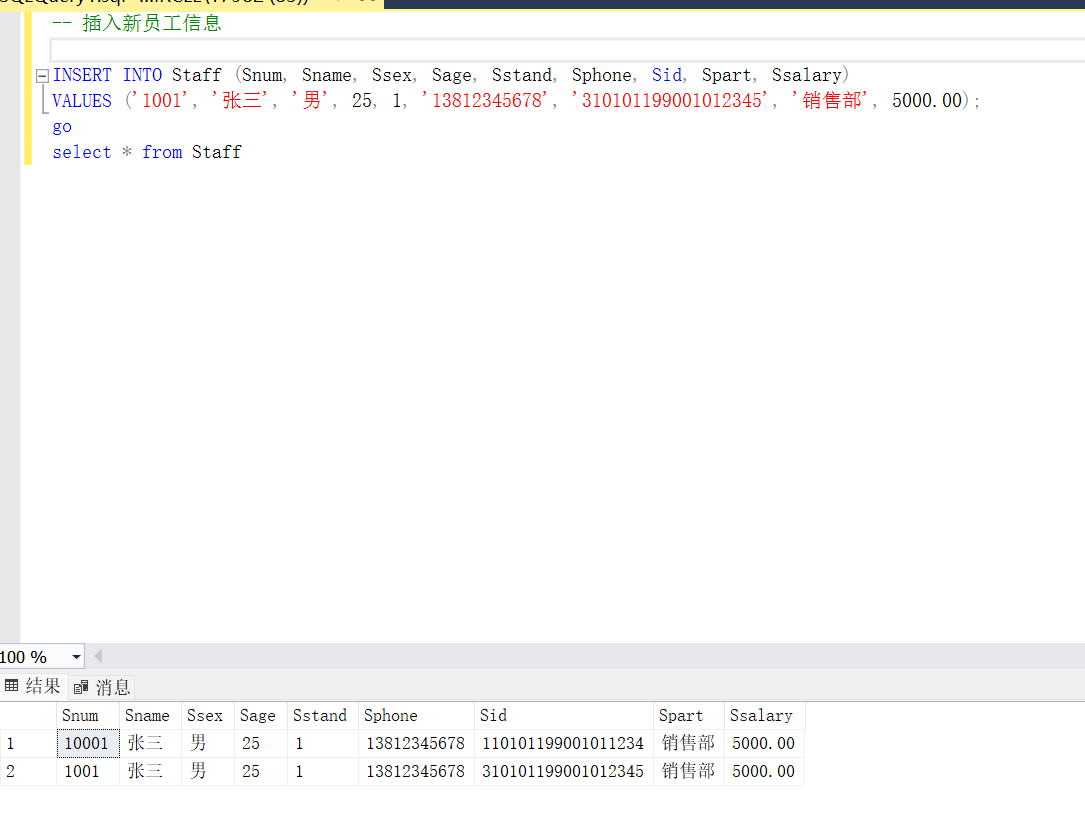 -- 插入新员工信息
INSERT INTO Staff (Snum, Sname, Ssex, Sage, Sstand, Sphone, Sid, Spart, Ssalary)
VALUES ('1001', '张三', '男', 25, 1, '13812345678', '310101199001012345', '销售部', 5000.00);
go
select * from Staff
100 %
结果 消息
Snum Sname Ssex Sage Sstand Sphone Sid Spart Ssalary
1 10001 张三 男 25 1 13812345678 110101199001011234 销售部 5000.00
2 1001 张三 男 25 1 13812345678 310101199001012345 销售部 5000.00